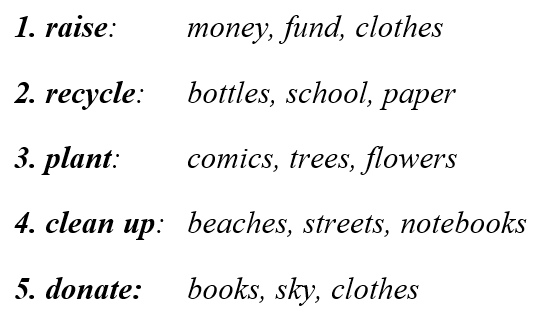 1. raise: money, fund, clothes
2. recycle: bottles, school, paper
3. plant: comics, trees, flowers
4. clean up: beaches, streets, notebooks
5. donate: books, sky, clothes